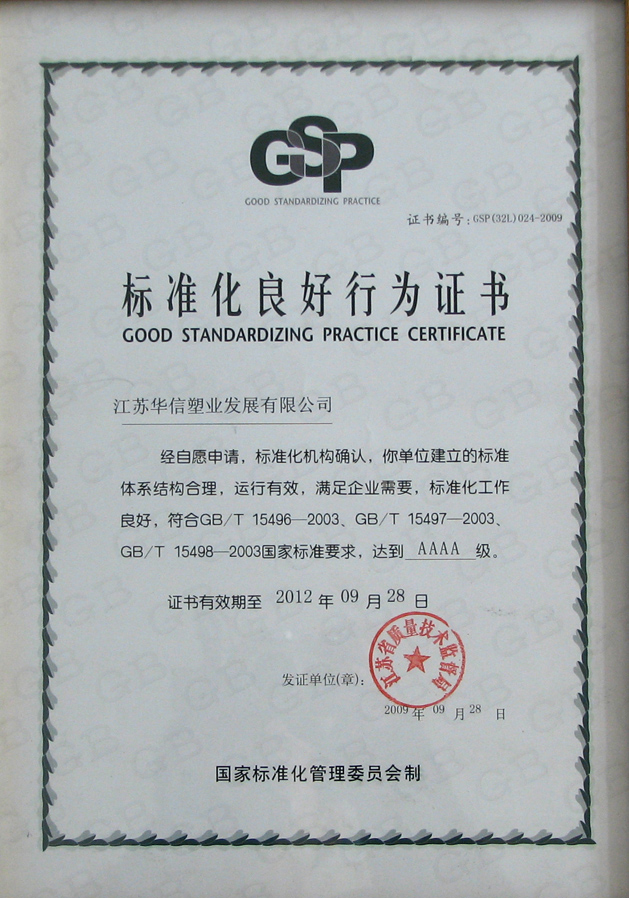 GSP
GOOD STANDARDIZING PRACTICE
证书编号：GSP(32L)024-2009
标准化良好行为证书
GOOD STANDARDIZING PRACTICE CERTIFICATE
江苏华信塑业发展有限公司
经自愿申请，标准化机构确认，你单位建立的标准
体系结构合理，运行有效，满足企业需要，标准化工作
良好，符合GB/T 15496—2003、GB/T 15497—2003、
GB/T 15498—2003国家标准要求，达到 AAAA 级。
证书有效期至 2012 年 09 月 28 日
江苏省质量技术监督局
发证单位(章)：
2009 年 09 月 28 日
国家标准化管理委员会制